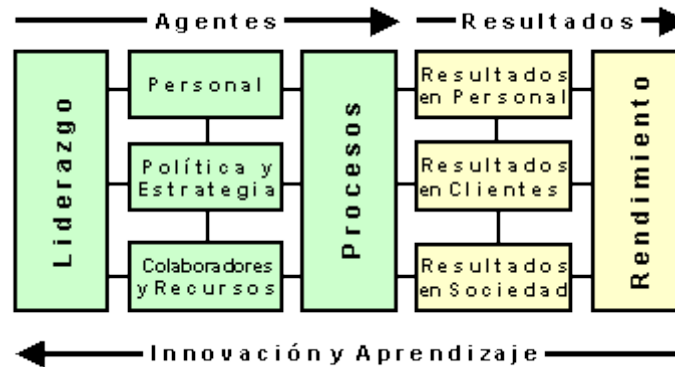 Agentes
Resultados
Liderazgo
Personal
Política y
Estrategia
Colaboradores
y Recursos
Procesos
Resultados
en Personal
Resultados
en Clientes
Resultados
en Sociedad
Rendimiento
Innovación y Aprendizaje